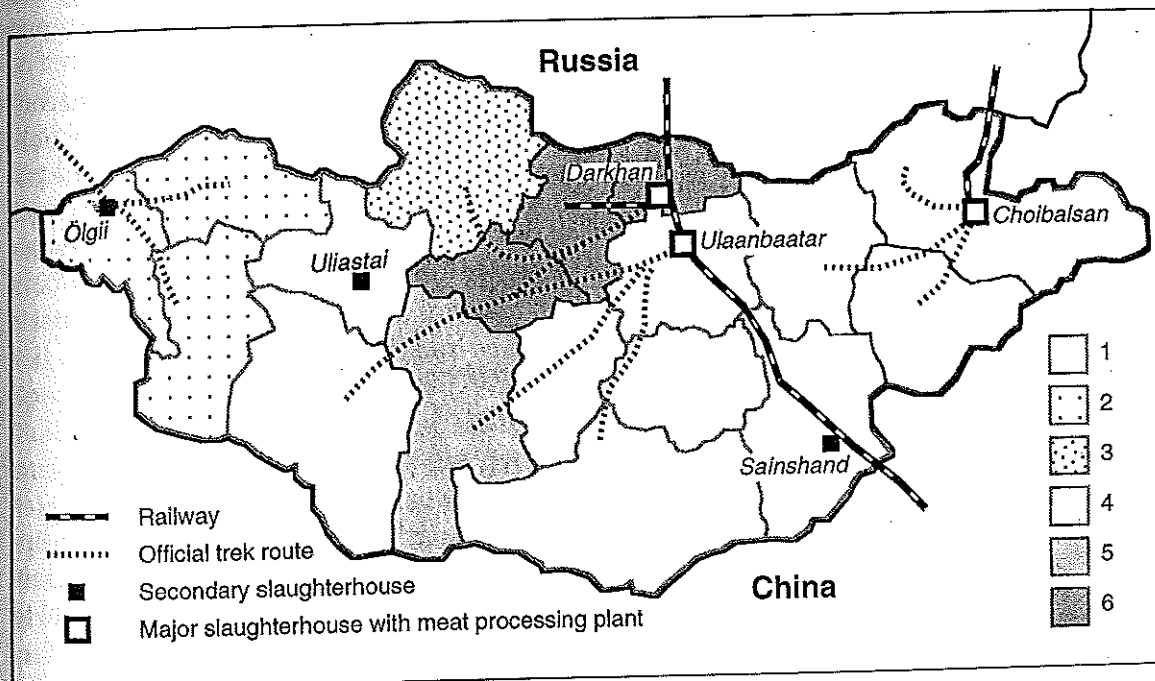 Russia
Darkhan
Ölgii
Choibalsan
Ulaanbaatar
Uliastai
Sainshand
China
Railway
Official trek route
Secondary slaughterhouse
Major slaughterhouse with meat processing plant
1
2
3
4
5
6